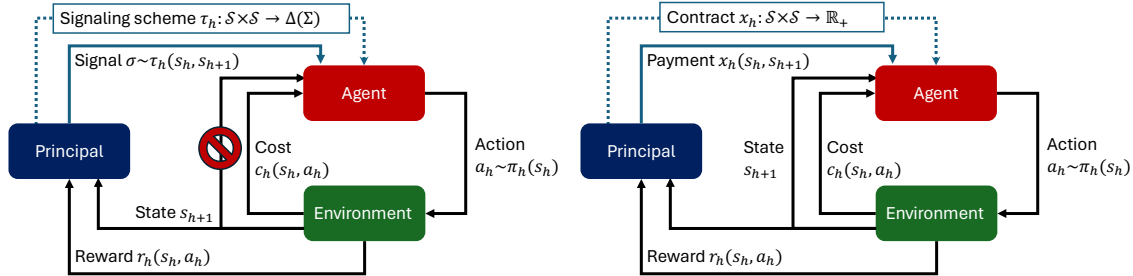 Signaling scheme τₕ: 𝒮×𝒮 → Δ(Σ)
Signal σ~τₕ(sₕ, sₕ₊₁)
Agent
Principal
Cost
cₕ(sₕ, aₕ)
Action
aₕ~πₕ(sₕ)
Environment
State sₕ₊₁
Reward rₕ(sₕ, aₕ)
Contract xₕ: 𝒮×𝒮 → ℝ₊
Payment xₕ(sₕ, sₕ₊₁)
Agent
Principal
State
sₕ₊₁
Cost
cₕ(sₕ, aₕ)
Action
aₕ~πₕ(sₕ)
Environment
Reward rₕ(sₕ, aₕ)